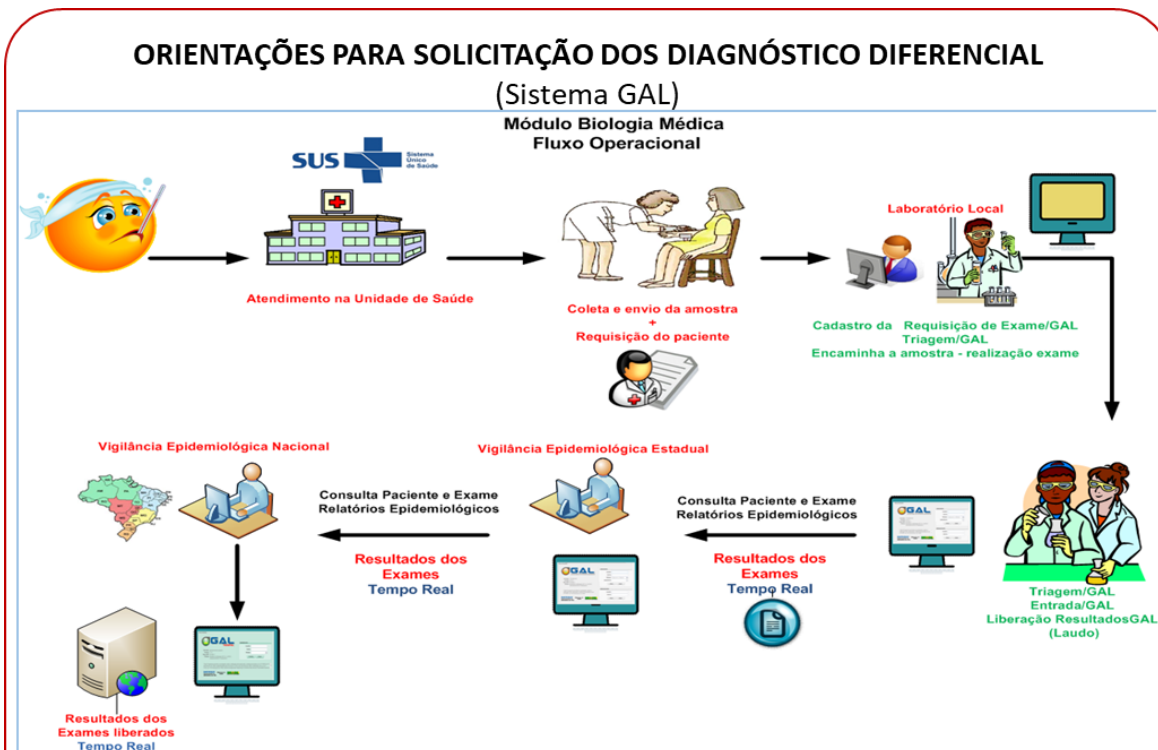 ORIENTAÇÕES PARA SOLICITAÇÃO DOS DIAGNÓSTICO DIFERENCIAL
(Sistema GAL)
Módulo Biologia Médica
Fluxo Operacional
SUS
Sistema
Único
de Saúde
Laboratório Local
Atendimento na Unidade de Saúde
Coleta e envio da amostra
+
Requisição do paciente
Cadastro da Requisição de Exame/GAL
Triagem/GAL
Encaminha a amostra - realização exame
Vigilância Epidemiológica Nacional
Vigilância Epidemiológica Estadual
Consulta Paciente e Exame
Relatórios Epidemiológicos
Consulta Paciente e Exame
Relatórios Epidemiológicos
Resultados dos
Exames
Tempo Real
Resultados dos
Exames
Tempo Real
GAL
GAL
GAL
Triagem/GAL
Entrada/GAL
Liberação ResultadosGAL
(Laudo)
Resultados dos
Exames liberados
Tempo Real